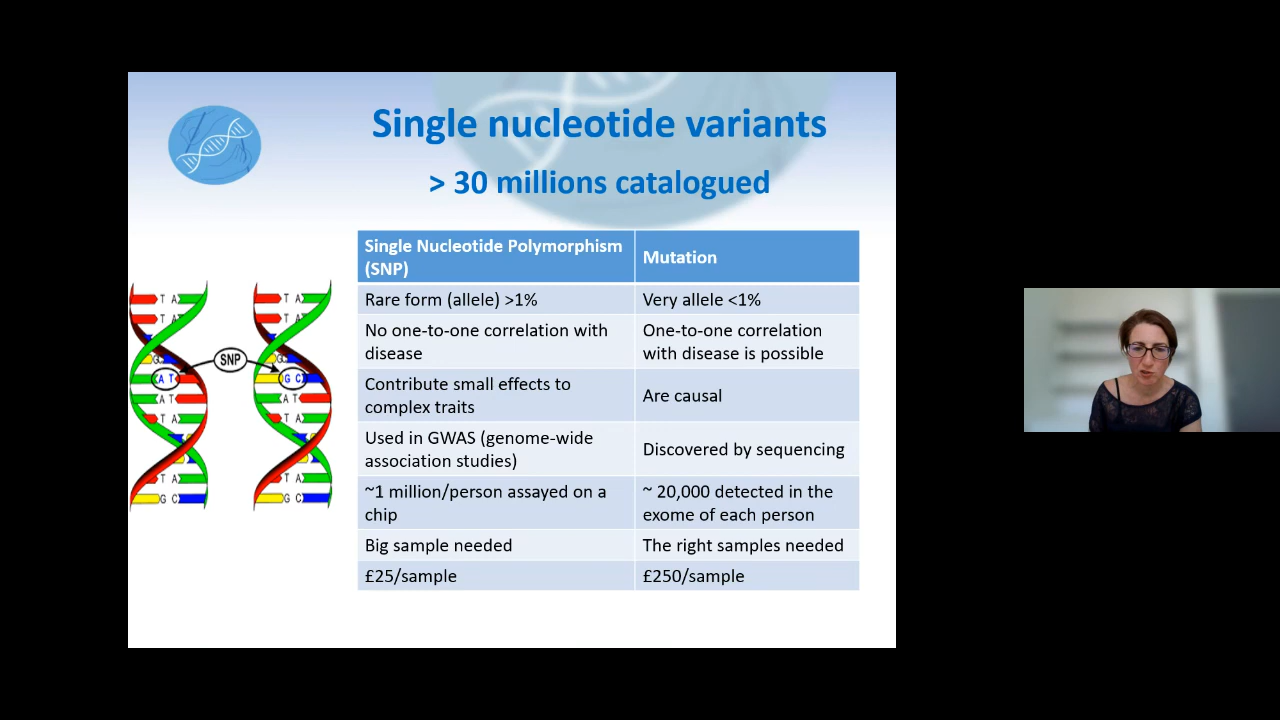 Single nucleotide variants
> 30 millions catalogued
Single Nucleotide Polymorphism
(SNP)
Mutation
Rare form (allele) >1%
Very allele <1%
No one-to-one correlation with
disease
One-to-one correlation
with disease is possible
Contribute small effects to
complex traits
Are causal
Used in GWAS (genome-wide
association studies)
Discovered by sequencing
~1 million/person assayed on a
chip
~ 20,000 detected in the
exome of each person
Big sample needed
The right samples needed
£25/sample
£250/sample
T A
T A
T A
T A
G
G C
SNP
A T
G C
A T
A T
T A
T A
T A
T A
G C
G C